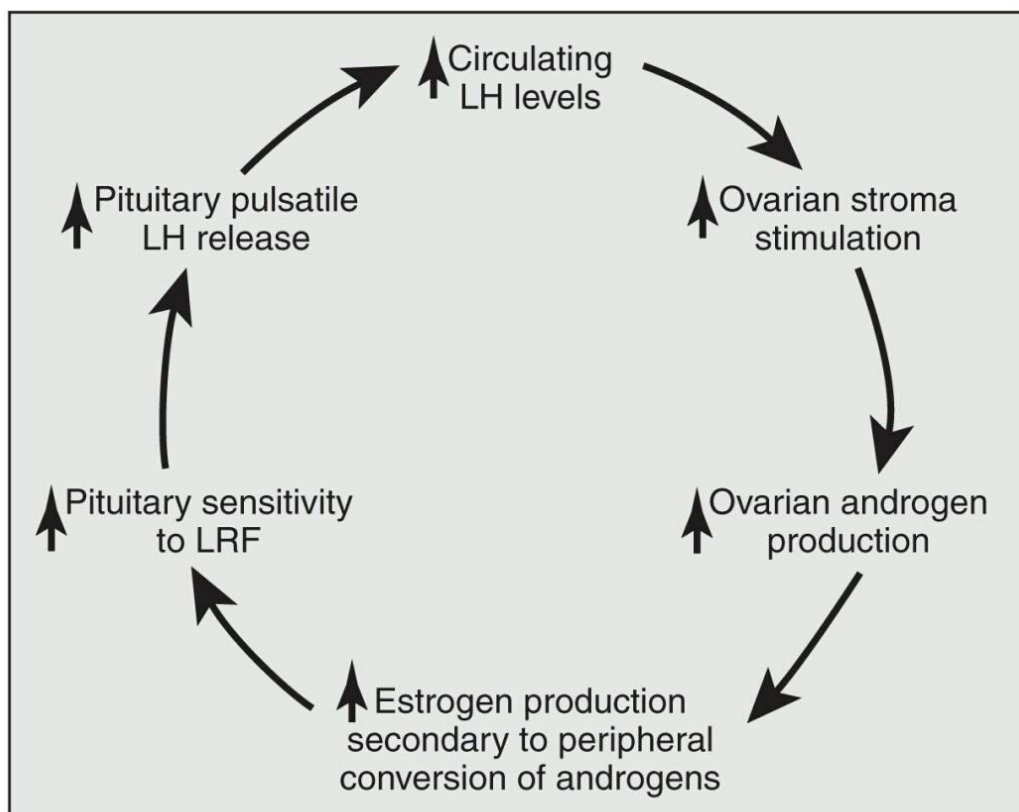 Circulating
LH levels
Ovarian stroma
stimulation
Ovarian androgen
production
Estrogen production
secondary to peripheral
conversion of androgens
Pituitary sensitivity
to LRF
Pituitary pulsatile
LH release